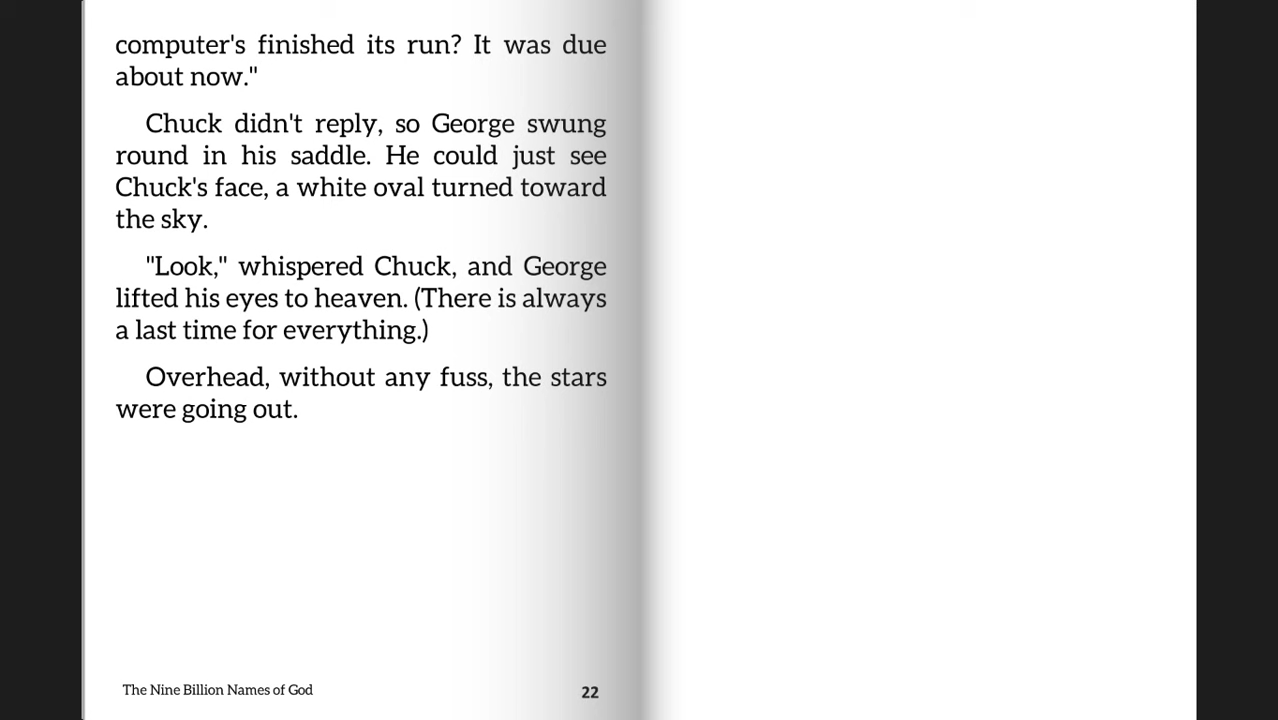 computer's finished its run? It was due
about now."
Chuck didn't reply, so George swung
round in his saddle. He could just see
Chuck's face, a white oval turned toward
the sky.
"Look," whispered Chuck, and George
lifted his eyes to heaven. (There is always
a last time for everything.)
Overhead, without any fuss, the stars
were going out.
The Nine Billion Names of God
22